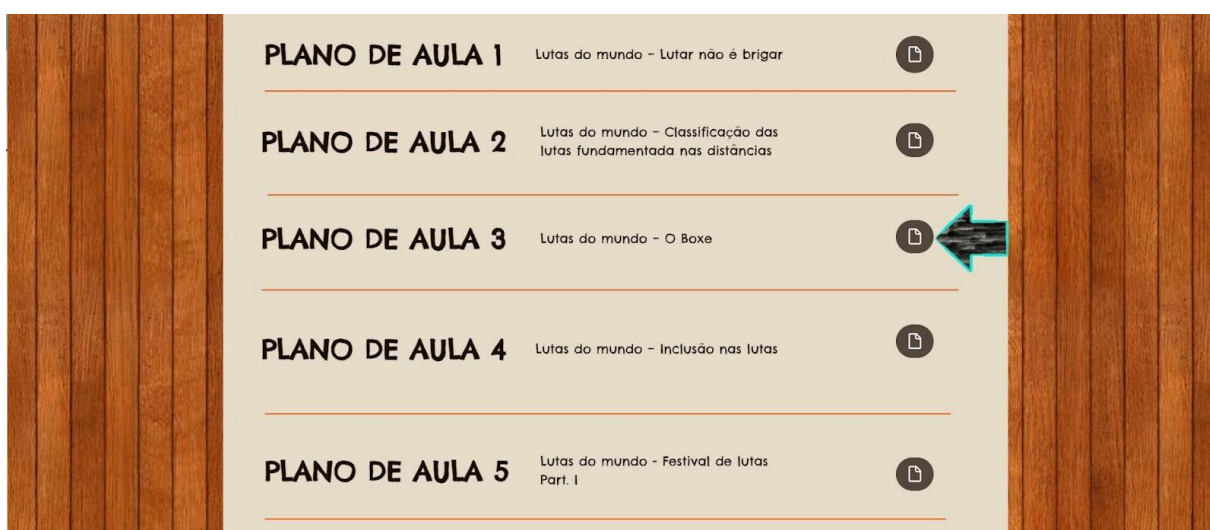 PLANO DE AULA 1
Lutas do mundo - Lutar não é brigar
PLANO DE AULA 2
Lutas do mundo - Classificação das
lutas fundamentada nas distâncias
PLANO DE AULA 3
Lutas do mundo - O Boxe
PLANO DE AULA 4
Lutas do mundo - Inclusão nas lutas
PLANO DE AULA 5
Lutas do mundo - Festival de lutas
Part. I